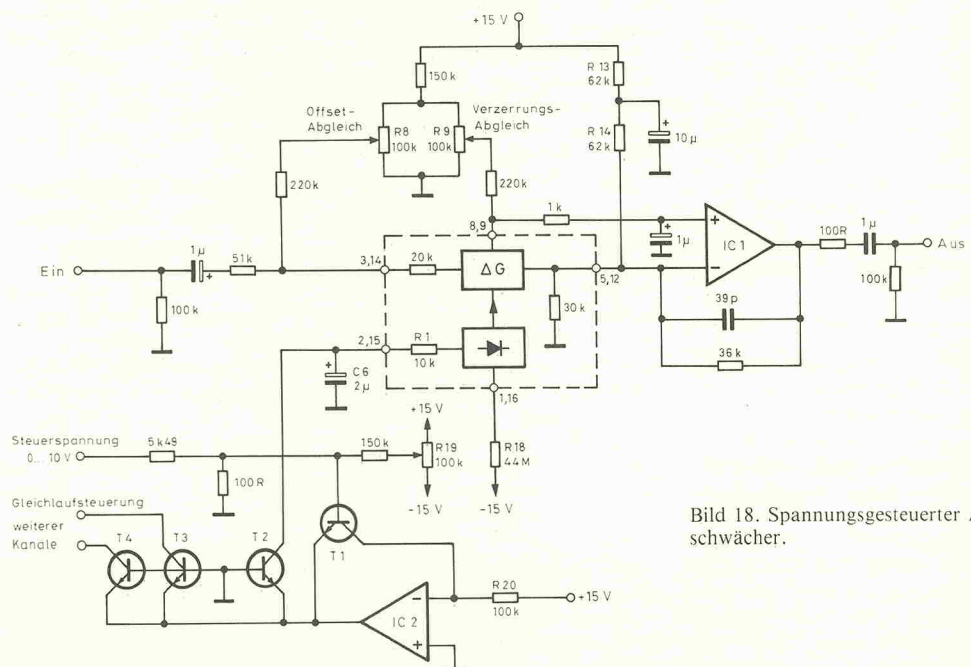 +15 V
150k
R 13
62k
Offset-
Abgleich
Verzerrungs-
Abgleich
R8
100k
R 9
100k
R 14
62k
+
10µ
220k
220k
1k
8,9
+
1µ
+
IC 1
−
100R
1µ
Aus
100k
Ein
1µ
+
51k
100k
3,14
20k
ΔG
5,12
30k
39p
36k
2,15
R 1
10k
+
C6
2µ
1,16
+15 V
Steuerspannung
0... 10 V
5k49
150k
R19
100k
R18
44M
100R
−15 V
−15 V
Gleichlaufsteuerung
weiterer
Kanäle
T4
T3
T2
T1
R20
100k
+15 V
−
IC 2
+
Bild 18. Spannungsgesteuerter
schwächer.